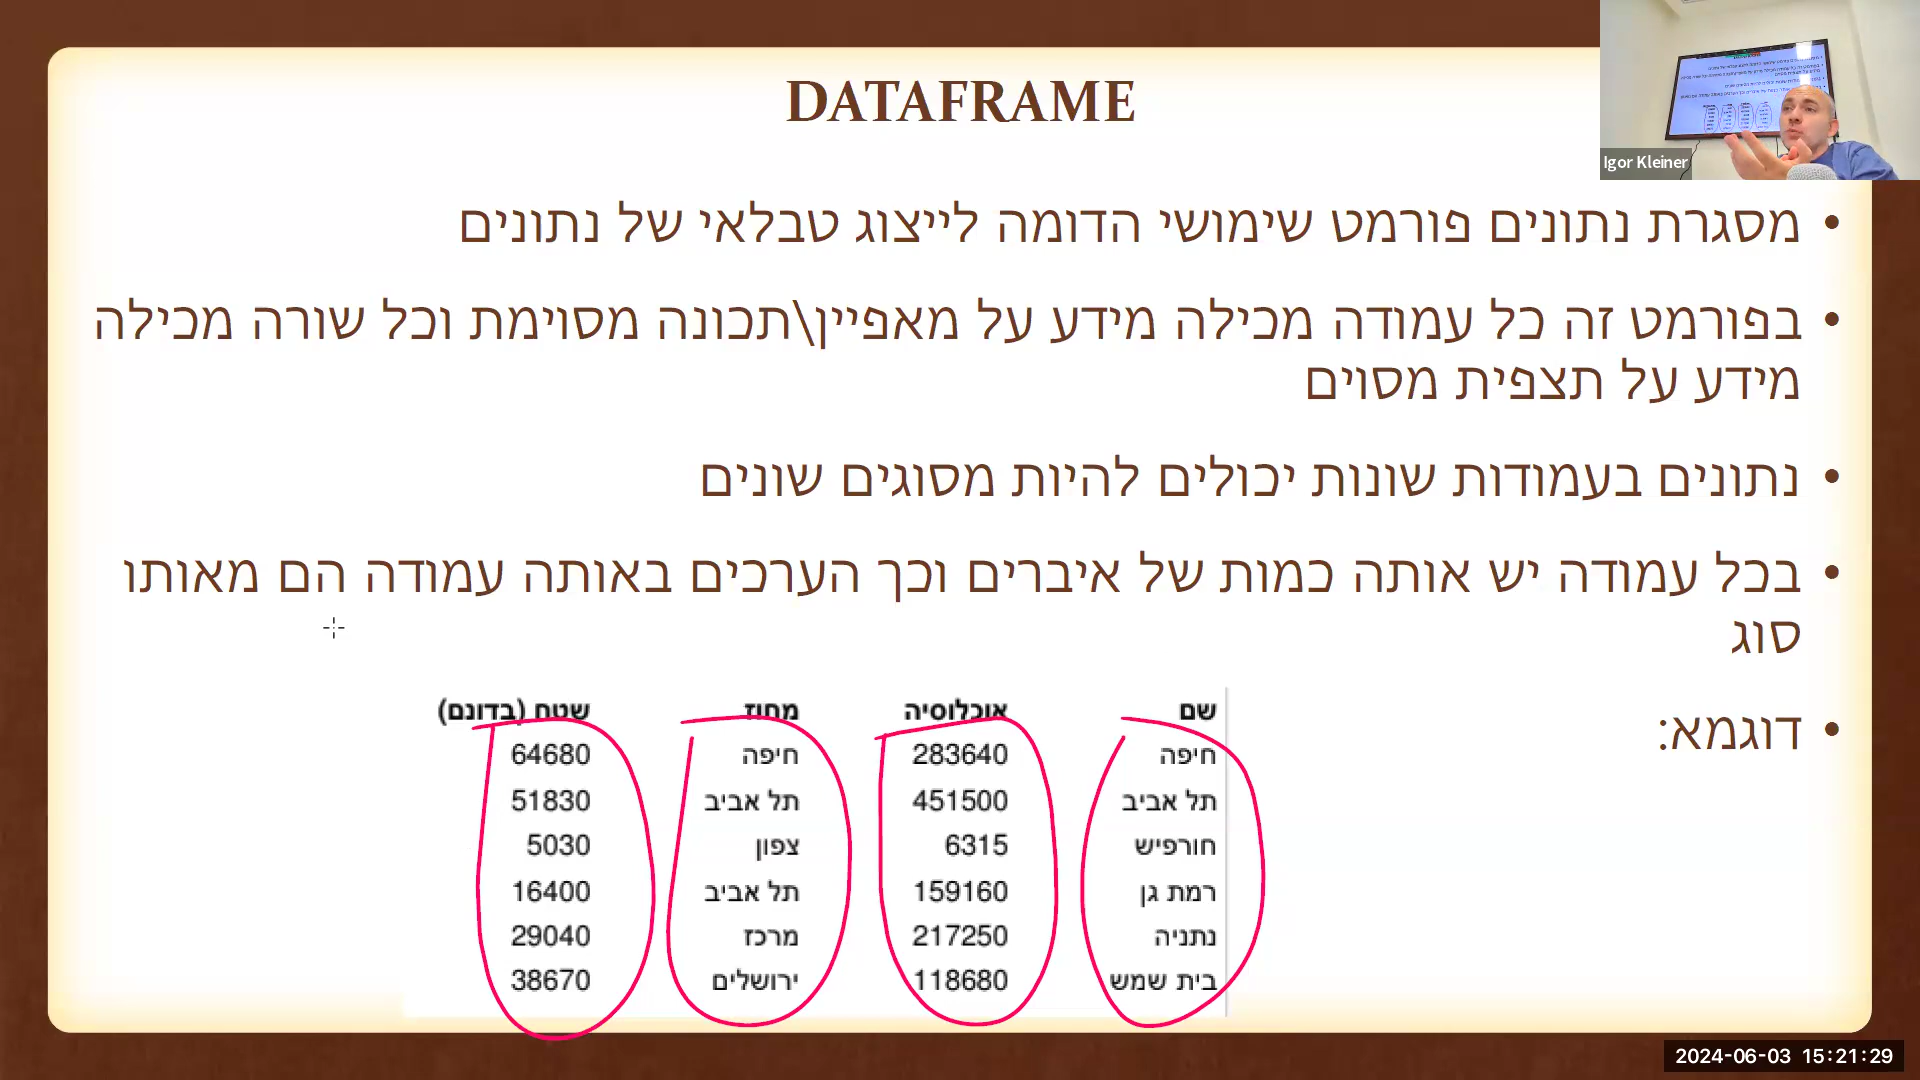 DATAFRAME
Igor Kleiner
• מסגרת נתונים פורמט שימושי הדומה לייצוג טבלאי של נתונים
• בפורמט זה כל עמודה מכילה מידע על מאפיין\תכונה מסוימת וכל שורה מכילה
מידע על תצפית מסוים
• נתונים בעמודות שונות יכולים להיות מסוגים שונים
• בכל עמודה יש אותה כמות של איברים וכך הערכים באותה עמודה הם מאותו
סוג
• דוגמא:
שם אוכלוסיה מחוז שטח (בדונם)
חיפה 283640 חיפה 64680
תל אביב 451500 תל אביב 51830
חורפיש 6315 צפון 5030
רמת גן 159160 תל אביב 16400
נתניה 217250 מרכז 29040
בית שמש 118680 ירושלים 38670
2024-06-03 15:21:29